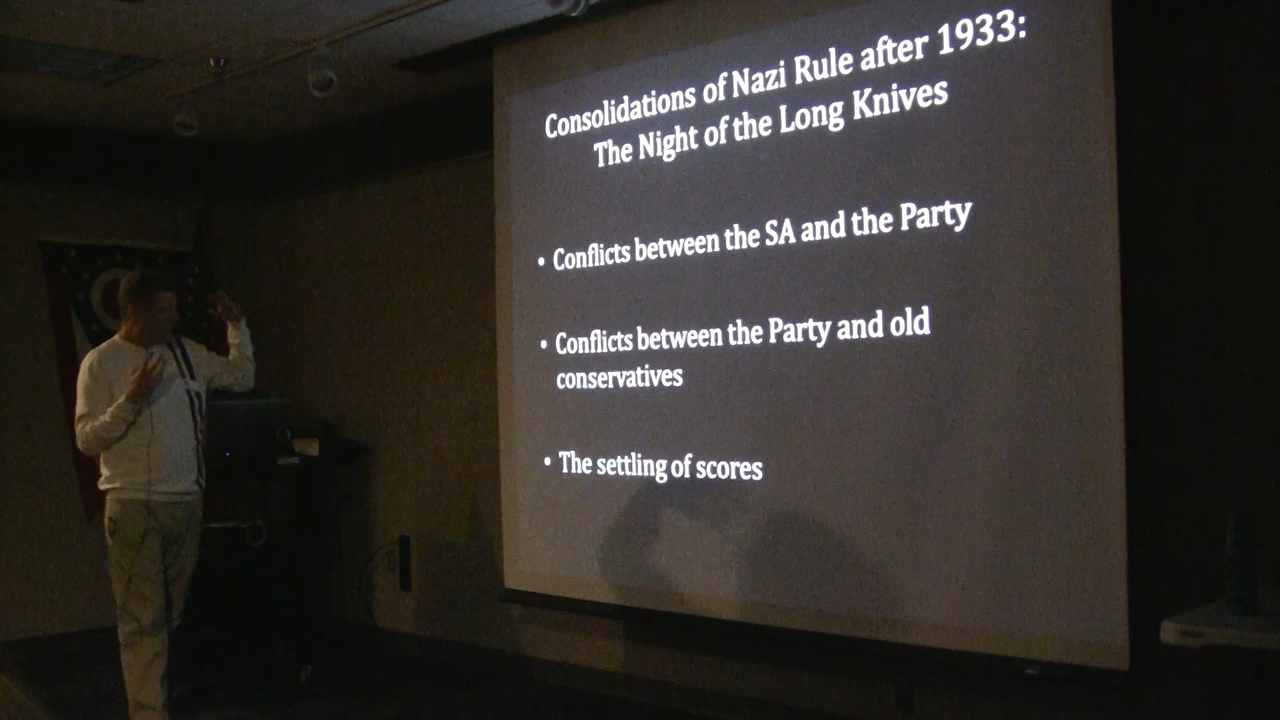 Consolidations of Nazi Rule after 1933:
The Night of the Long Knives
• Conflicts between the SA and the Party
• Conflicts between the Party and old
conservatives
• The settling of scores